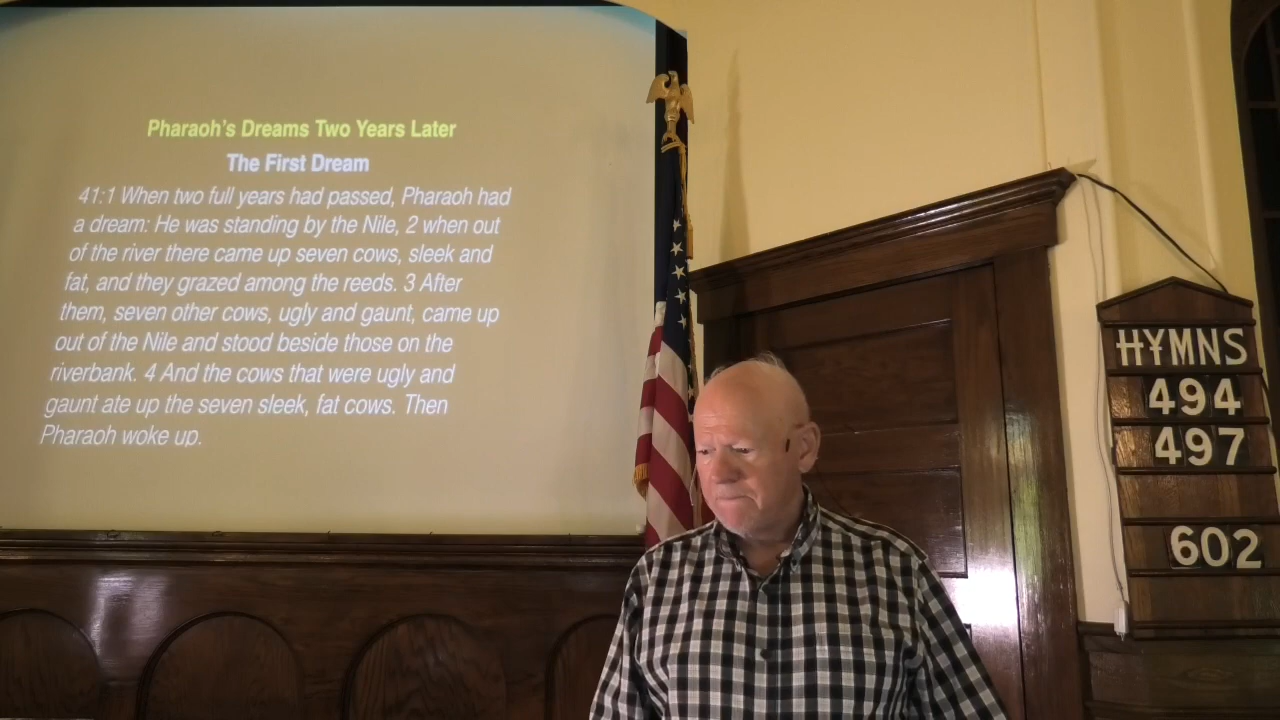 Pharaoh's Dreams Two Years Later
The First Dream
41:1 When two full years had passed, Pharaoh had
a dream: He was standing by the Nile, 2 when out
of the river there came up seven cows, sleek and
fat, and they grazed among the reeds. 3 After
them, seven other cows, ugly and gaunt, came up
out of the Nile and stood beside those on the
riverbank. 4 And the cows that were ugly and
gaunt ate up the seven sleek, fat cows. Then
Pharaoh woke up.
HYMNS
494
497
602